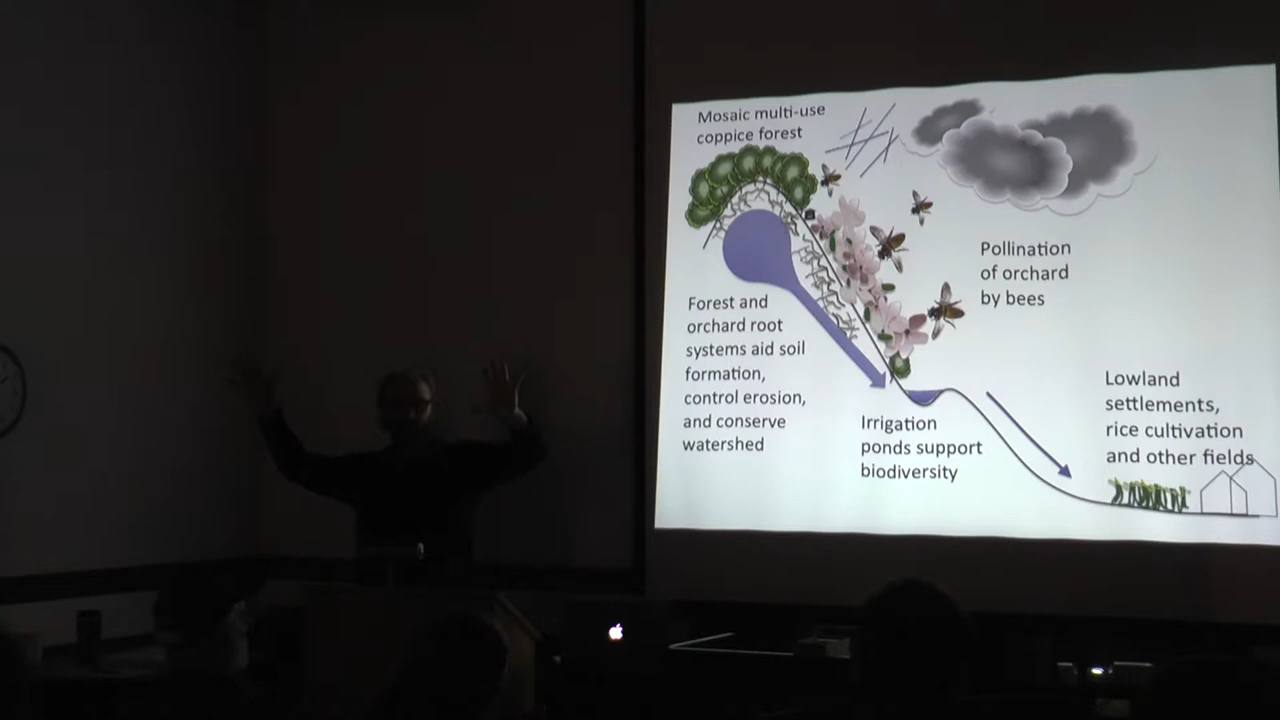 Mosaic multi-use
coppice forest
Pollination
of orchard
by bees
Forest and
orchard root
systems aid soil
formation,
control erosion,
and conserve
watershed
Irrigation
ponds support
biodiversity
Lowland
settlements,
rice cultivation
and other fields